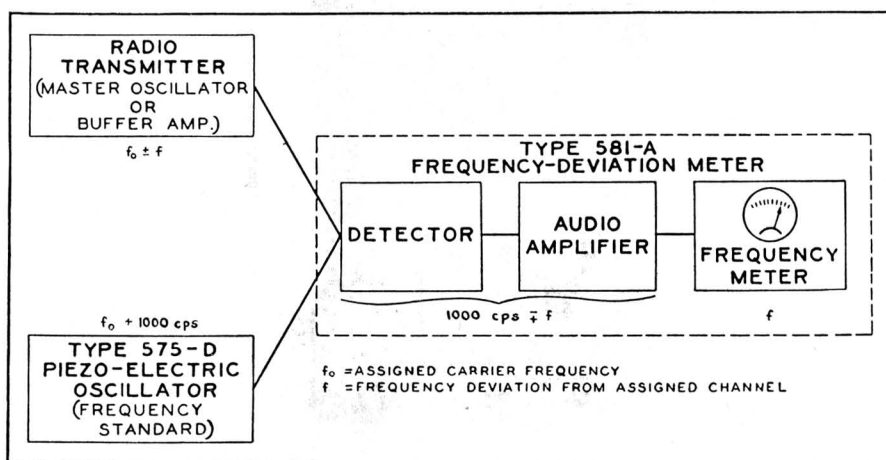 RADIO
TRANSMITTER
(MASTER OSCILLATOR
OR
BUFFER AMP.)
f₀ ± f
TYPE 581-A
FREQUENCY-DEVIATION METER
DETECTOR
AUDIO
AMPLIFIER
FREQUENCY
METER
1000 cps ∓ f
f
f₀ + 1000 cps
TYPE 575-D
PIEZO-ELECTRIC
OSCILLATOR
(FREQUENCY
STANDARD)
f₀ =ASSIGNED CARRIER FREQUENCY
f =FREQUENCY DEVIATION FROM ASSIGNED CHANNEL